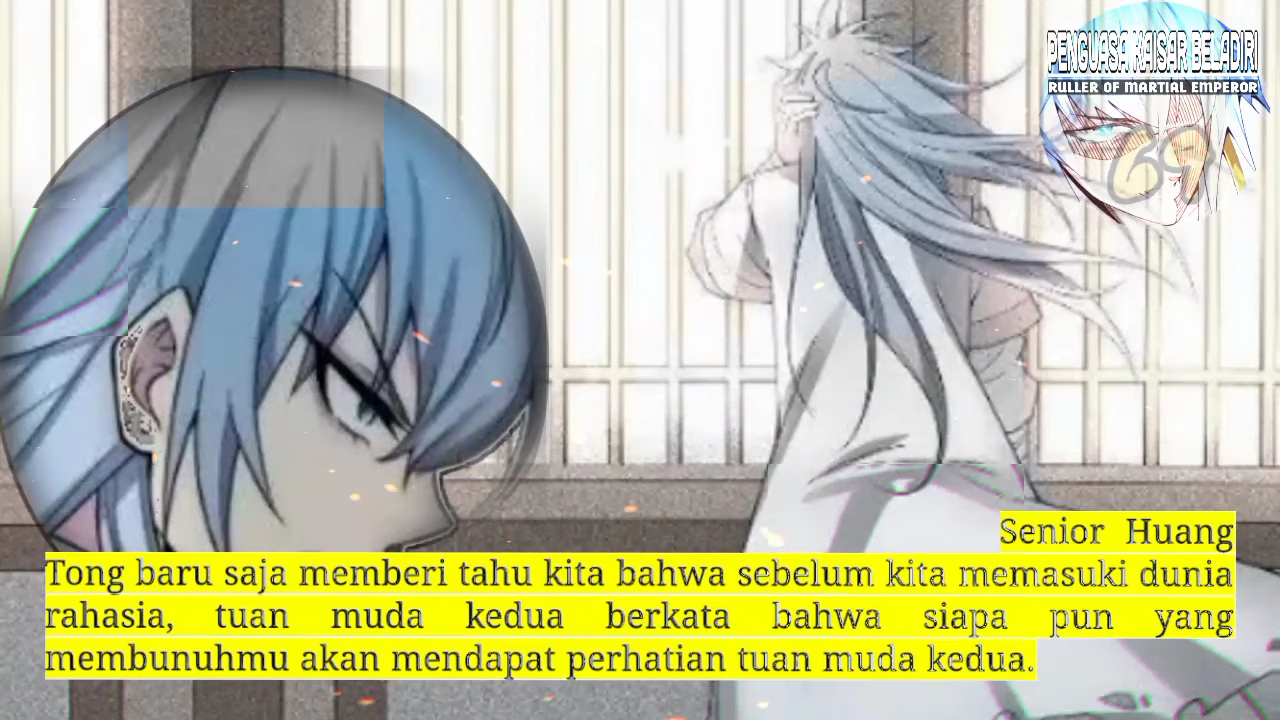 PENGUASA KAISAR BELADIRI
RULLER OF MARTIAL EMPEROR
69
Senior Huang
Tong baru saja memberi tahu kita bahwa sebelum kita memasuki dunia
rahasia, tuan muda kedua berkata bahwa siapa pun yang
membunuhmu akan mendapat perhatian tuan muda kedua.